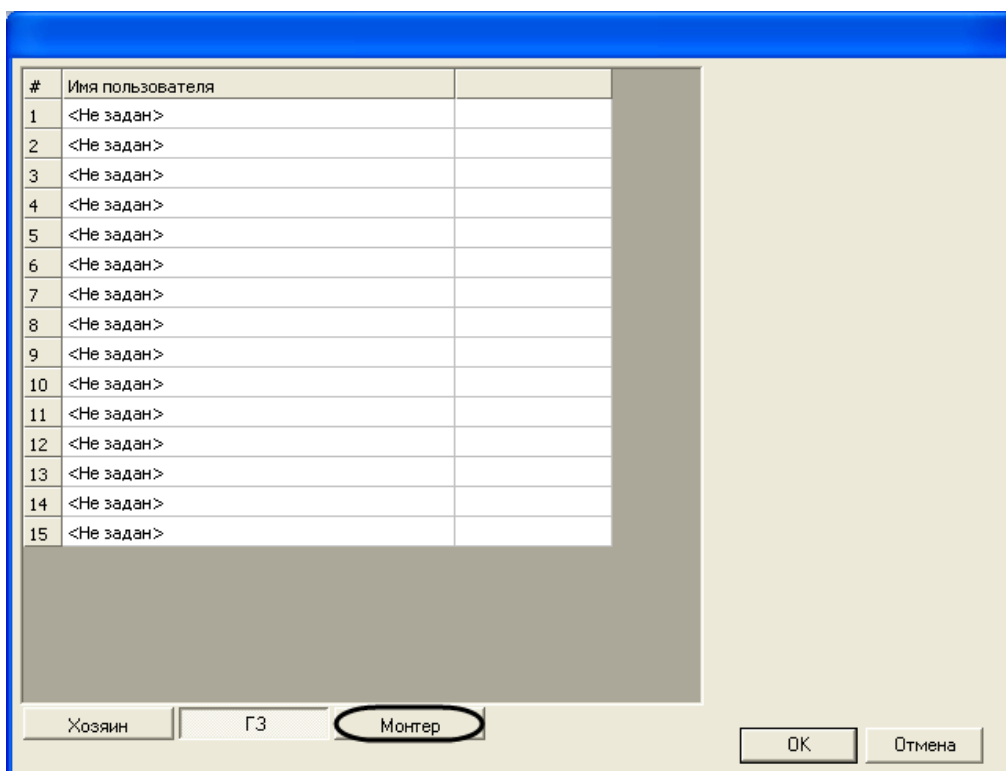 # Имя пользователя
1 <Не задан>
2 <Не задан>
3 <Не задан>
4 <Не задан>
5 <Не задан>
6 <Не задан>
7 <Не задан>
8 <Не задан>
9 <Не задан>
10 <Не задан>
11 <Не задан>
12 <Не задан>
13 <Не задан>
14 <Не задан>
15 <Не задан>
Хозяин ГЗ Монтер
OK Отмена